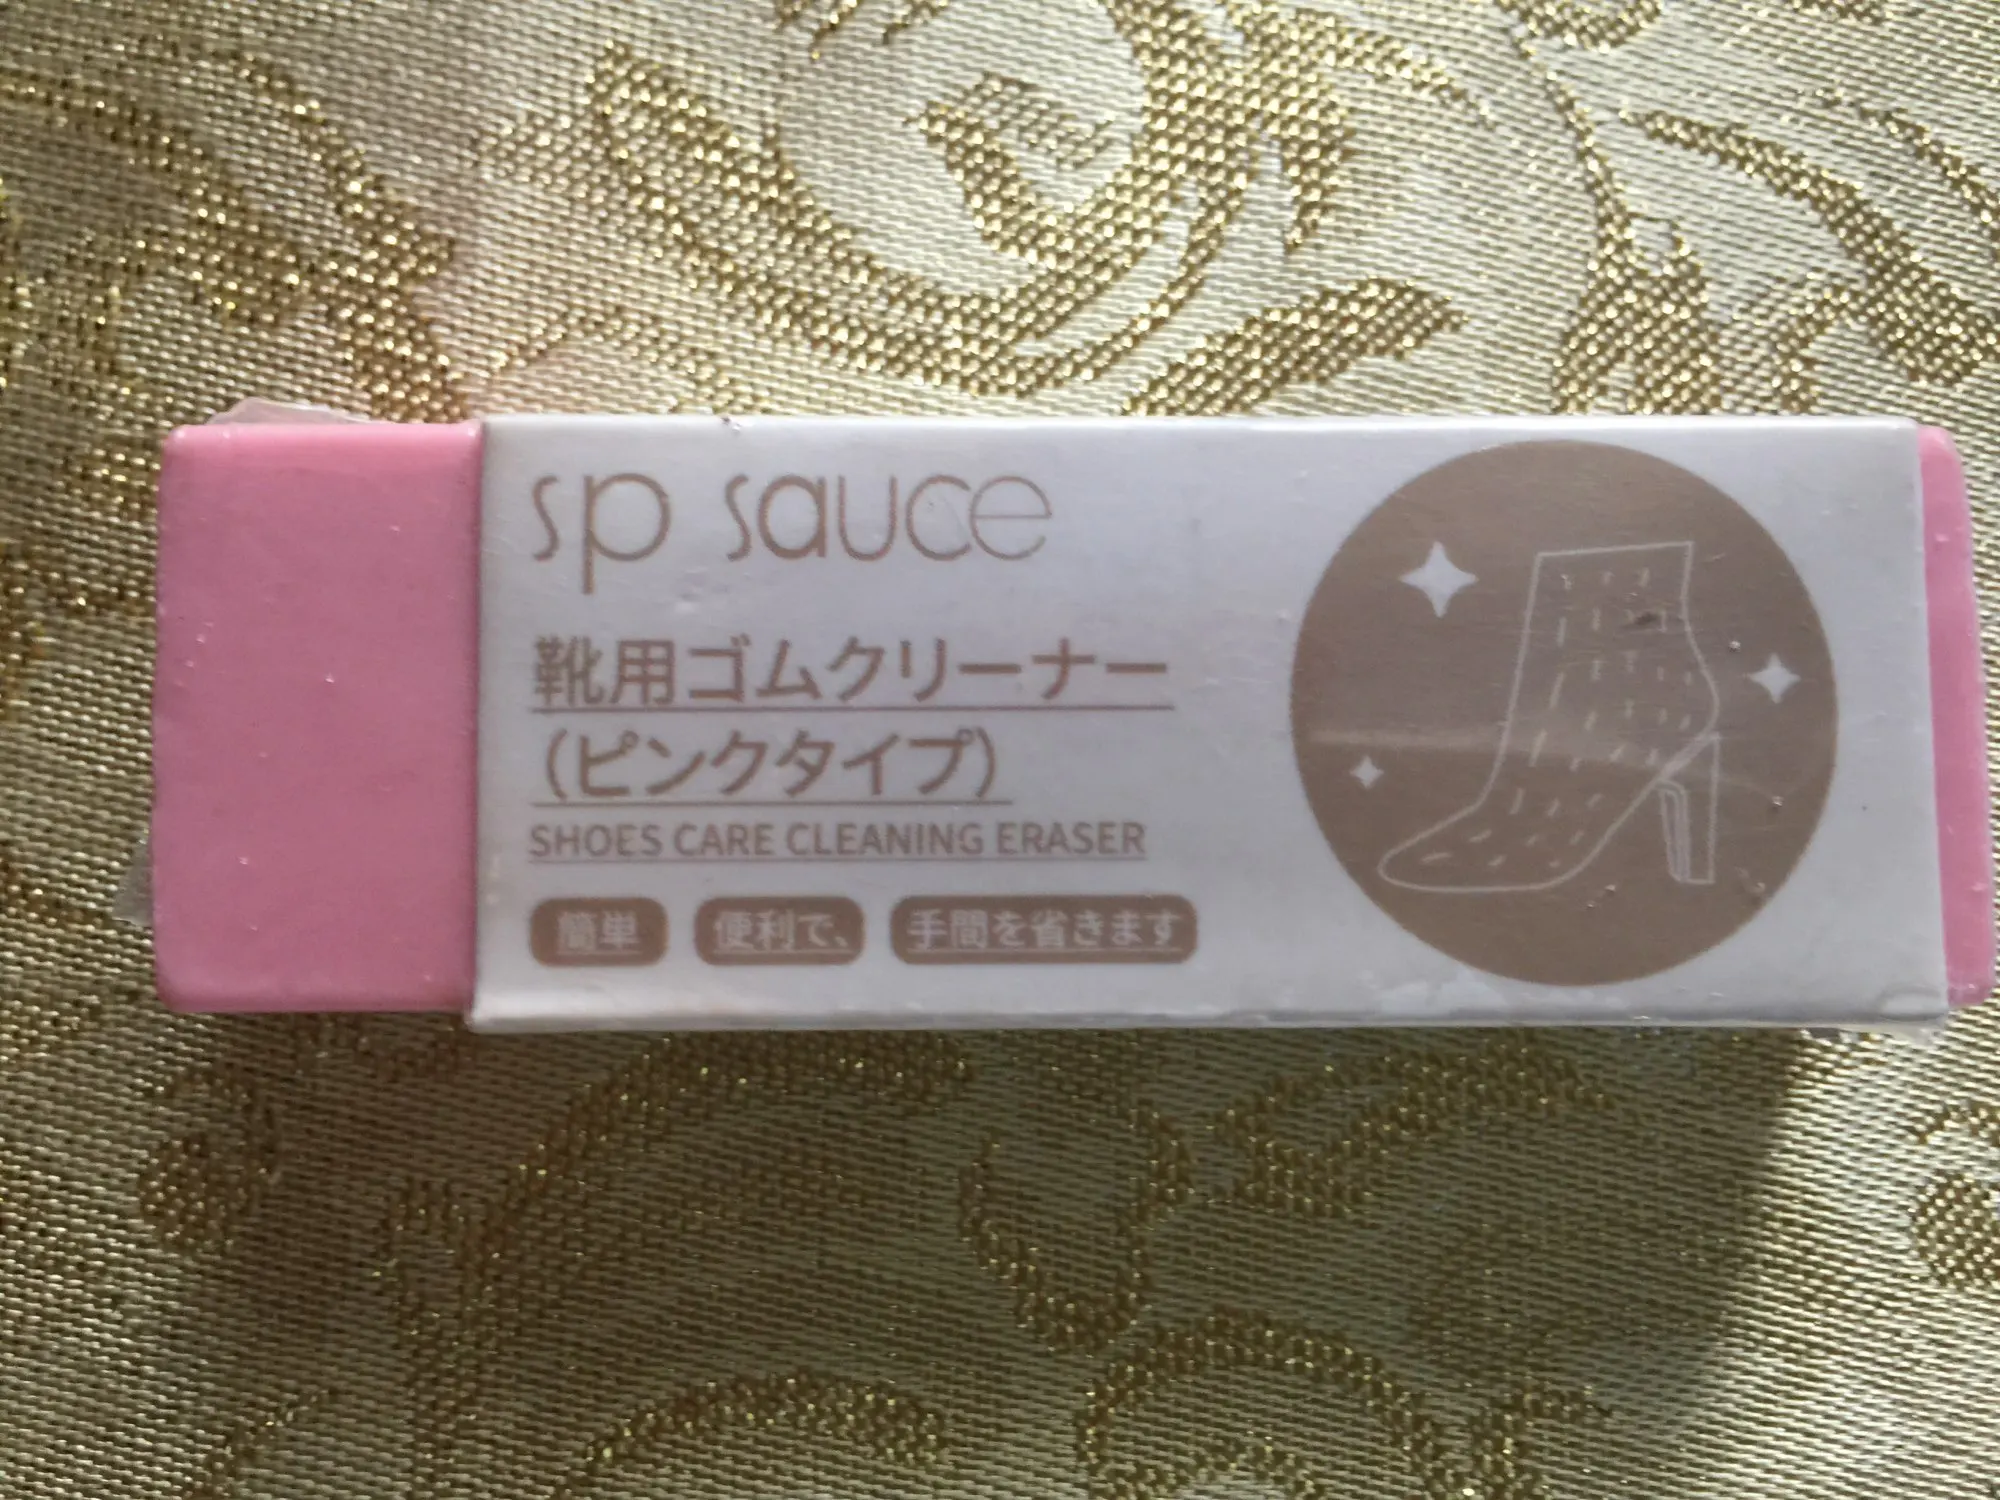 sp sauce
靴用ゴムクリーナー
(ピンクタイプ)
SHOES CARE CLEANING ERASER
簡単 便利で、 手間を省きます